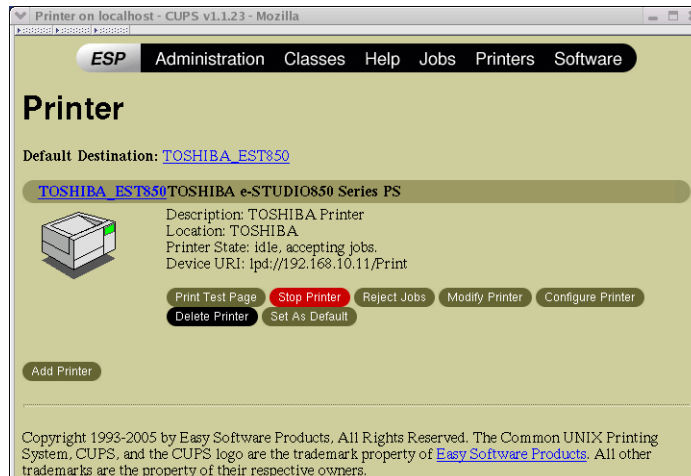 Printer on localhost - CUPS v1.1.23 - Mozilla
ESP Administration Classes Help Jobs Printers Software
Printer
Default Destination: TOSHIBA_EST850
TOSHIBA_EST850TOSHIBA e-STUDIO850 Series PS
Description: TOSHIBA Printer
Location: TOSHIBA
Printer State: idle, accepting jobs.
Device URI: lpd://192.168.10.11/Print
Print Test Page Stop Printer Reject Jobs Modify Printer Configure Printer
Delete Printer Set As Default
Add Printer
Copyright 1993-2005 by Easy Software Products, All Rights Reserved. The Common UNIX Printing
System, CUPS, and the CUPS logo are the trademark property of Easy Software Products. All other
trademarks are the property of their respective owners.